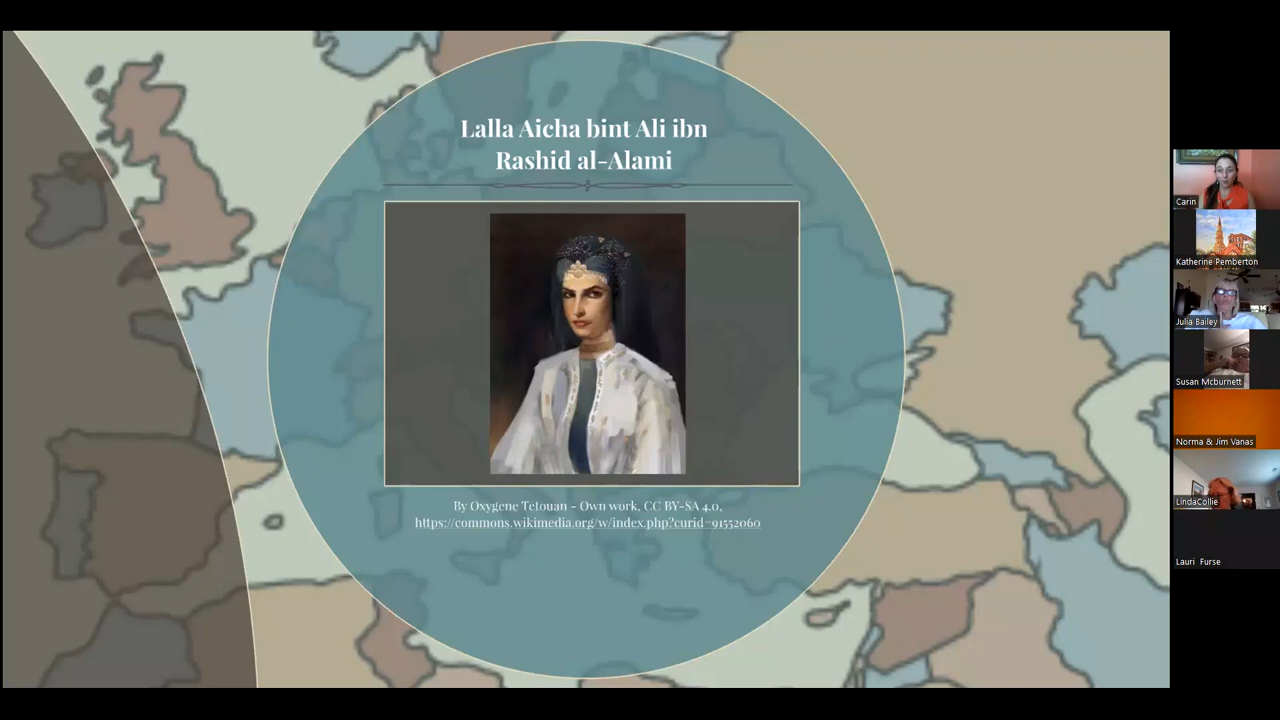 Lalla Aicha bint Ali ibn
Rashid al-Alami
By Oxygene Tetouan - Own work, CC BY-SA 4.0,
https://commons.wikimedia.org/w/index.php?curid=91552060
Carin
Katherine Pemberton
Julia Bailey
Susan Mcburnett
Norma & Jim Vanas
LindaCollie
Lauri Furse